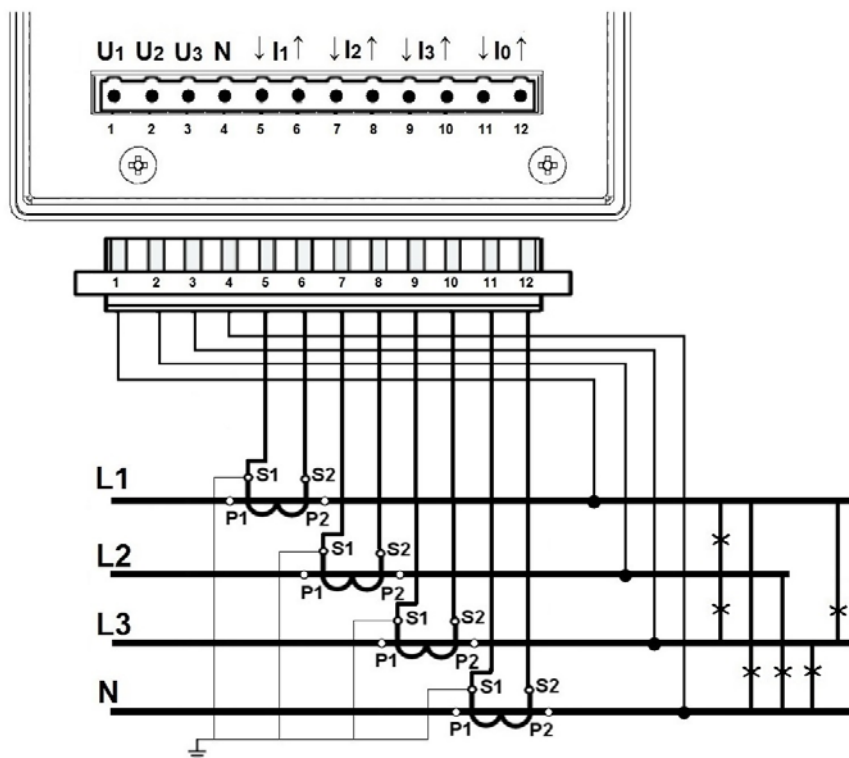 U1 U2 U3 N ↓ I1 ↑ ↓ I2 ↑ ↓ I3 ↑ ↓ I0 ↑
1 2 3 4 5 6 7 8 9 10 11 12
1 2 3 4 5 6 7 8 9 10 11 12
L1
S1 S2
P1 P2
L2
S1 S2
P1 P2
L3
S1 S2
P1 P2
N
S1 S2
P1 P2